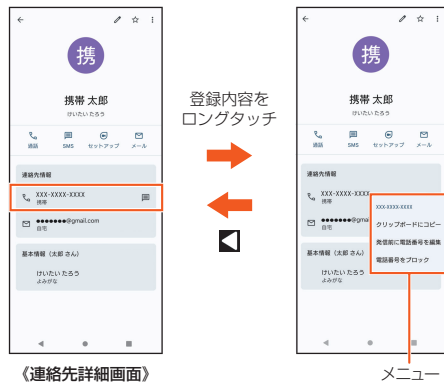 携
携帯 太郎
けいたい たろう
通話
SMS
セットアップ
メール
連絡先情報
XXX-XXXX-XXXX
携帯
●●●●●●●@gmail.com
自宅
基本情報（太郎 さん）
けいたい たろう
よみがな
《連絡先詳細画面》
登録内容を
ロングタッチ
携
携帯 太郎
けいたい たろう
通話
SMS
セットアップ
メール
連絡先情報
XXX-XXXX-XXXX
携帯
●●●●●●●@gmai
自宅
基本情報（太郎 さん）
けいたい たろう
よみがな
XXX-XXXX-XXXX
クリップボードにコピー
発信前に電話番号を編集
電話番号をブロック
メニュー